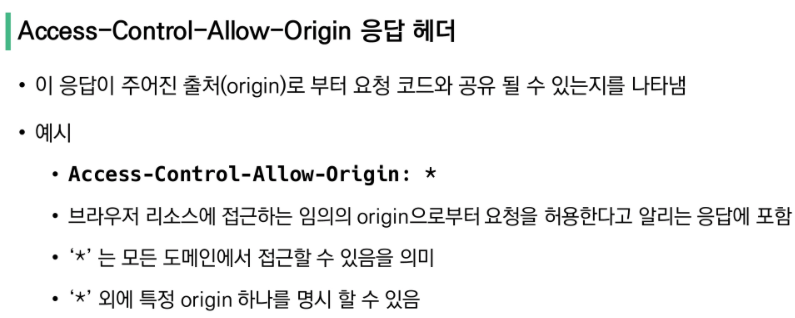 Access-Control-Allow-Origin 응답 헤더
• 이 응답이 주어진 출처(origin)로 부터 요청 코드와 공유 될 수 있는지를 나타냄
• 예시
• Access-Control-Allow-Origin: *
• 브라우저 리소스에 접근하는 임의의 origin으로부터 요청을 허용한다고 알리는 응답에 포함
• ‘*’ 는 모든 도메인에서 접근할 수 있음을 의미
• ‘*’ 외에 특정 origin 하나를 명시 할 수 있음